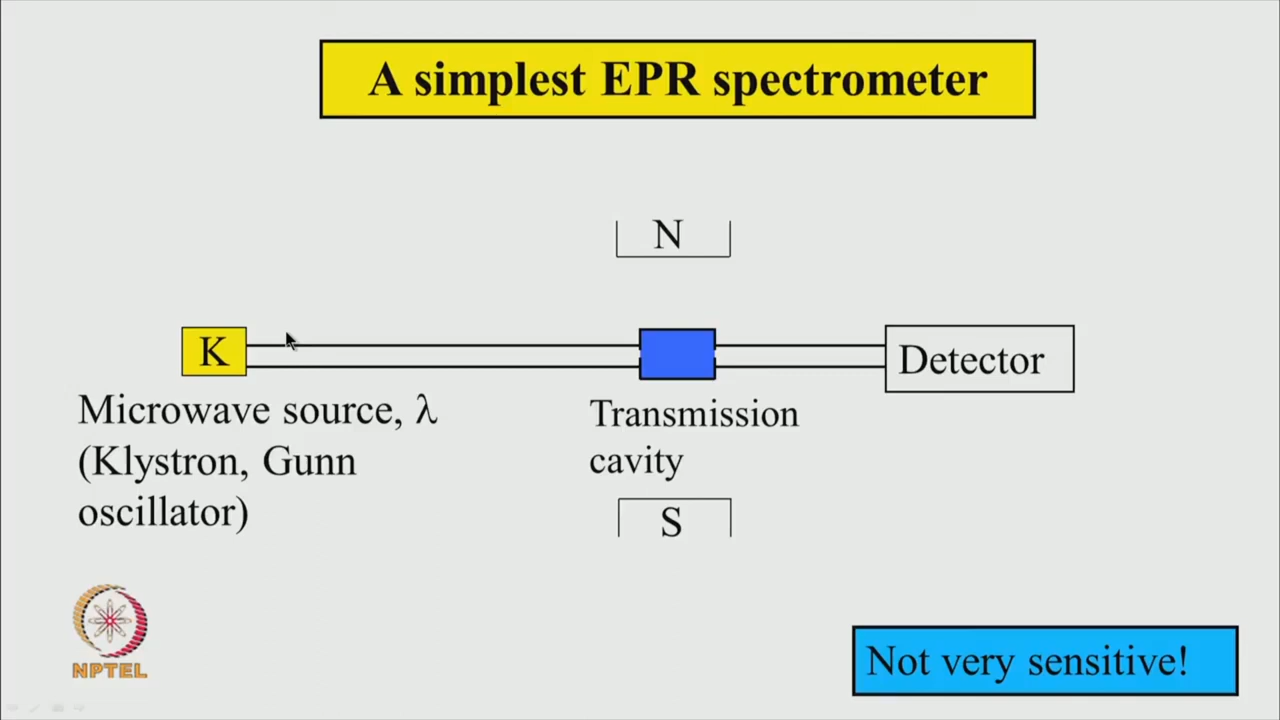 A simplest EPR spectrometer
N
K
Detector
Microwave source, λ
(Klystron, Gunn
oscillator)
Transmission
cavity
S
NPTEL
Not very sensitive!